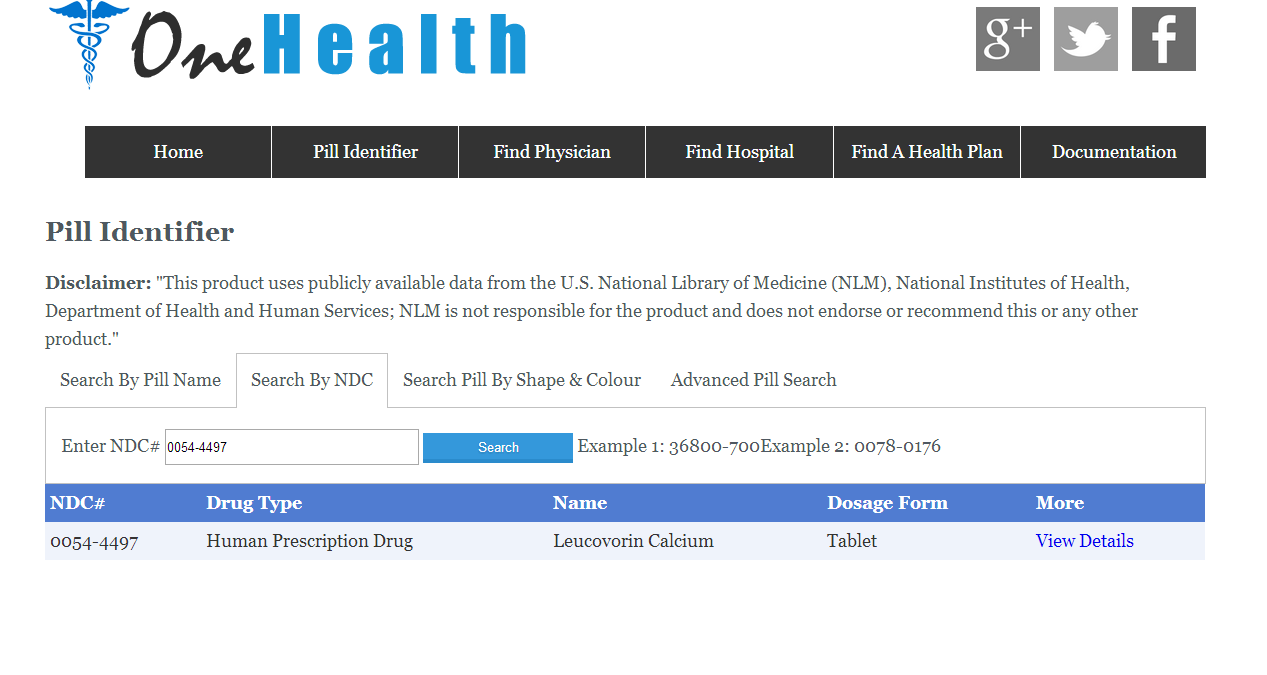 OneHealth
g+ f
Home Pill Identifier Find Physician Find Hospital Find A Health Plan Documentation
Pill Identifier
Disclaimer: "This product uses publicly available data from the U.S. National Library of Medicine (NLM), National Institutes of Health,
Department of Health and Human Services; NLM is not responsible for the product and does not endorse or recommend this or any other
product."
Search By Pill Name Search By NDC Search Pill By Shape & Colour Advanced Pill Search
Enter NDC# 0054-4497 Search Example 1: 36800-700Example 2: 0078-0176
NDC# Drug Type Name Dosage Form More
0054-4497 Human Prescription Drug Leucovorin Calcium Tablet View Details